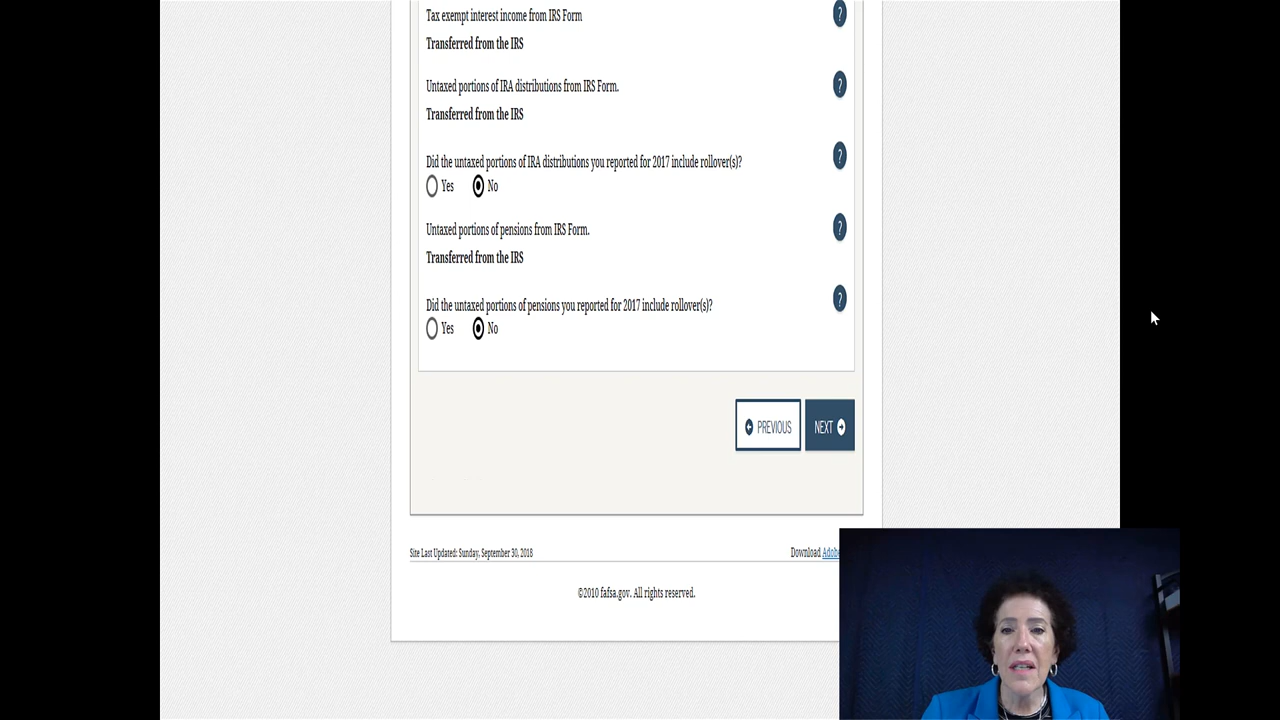 Tax exempt interest income from IRS Form
?
Transferred from the IRS
Untaxed portions of IRA distributions from IRS Form.
?
Transferred from the IRS
Did the untaxed portions of IRA distributions you reported for 2017 include rollover(s)?
?
Yes No
Untaxed portions of pensions from IRS Form.
?
Transferred from the IRS
Did the untaxed portions of pensions you reported for 2017 include rollover(s)?
?
Yes No
PREVIOUS NEXT
Site Last Updated: Sunday, September 30, 2018
Download Adobe
©2010 fafsa.gov. All rights reserved.